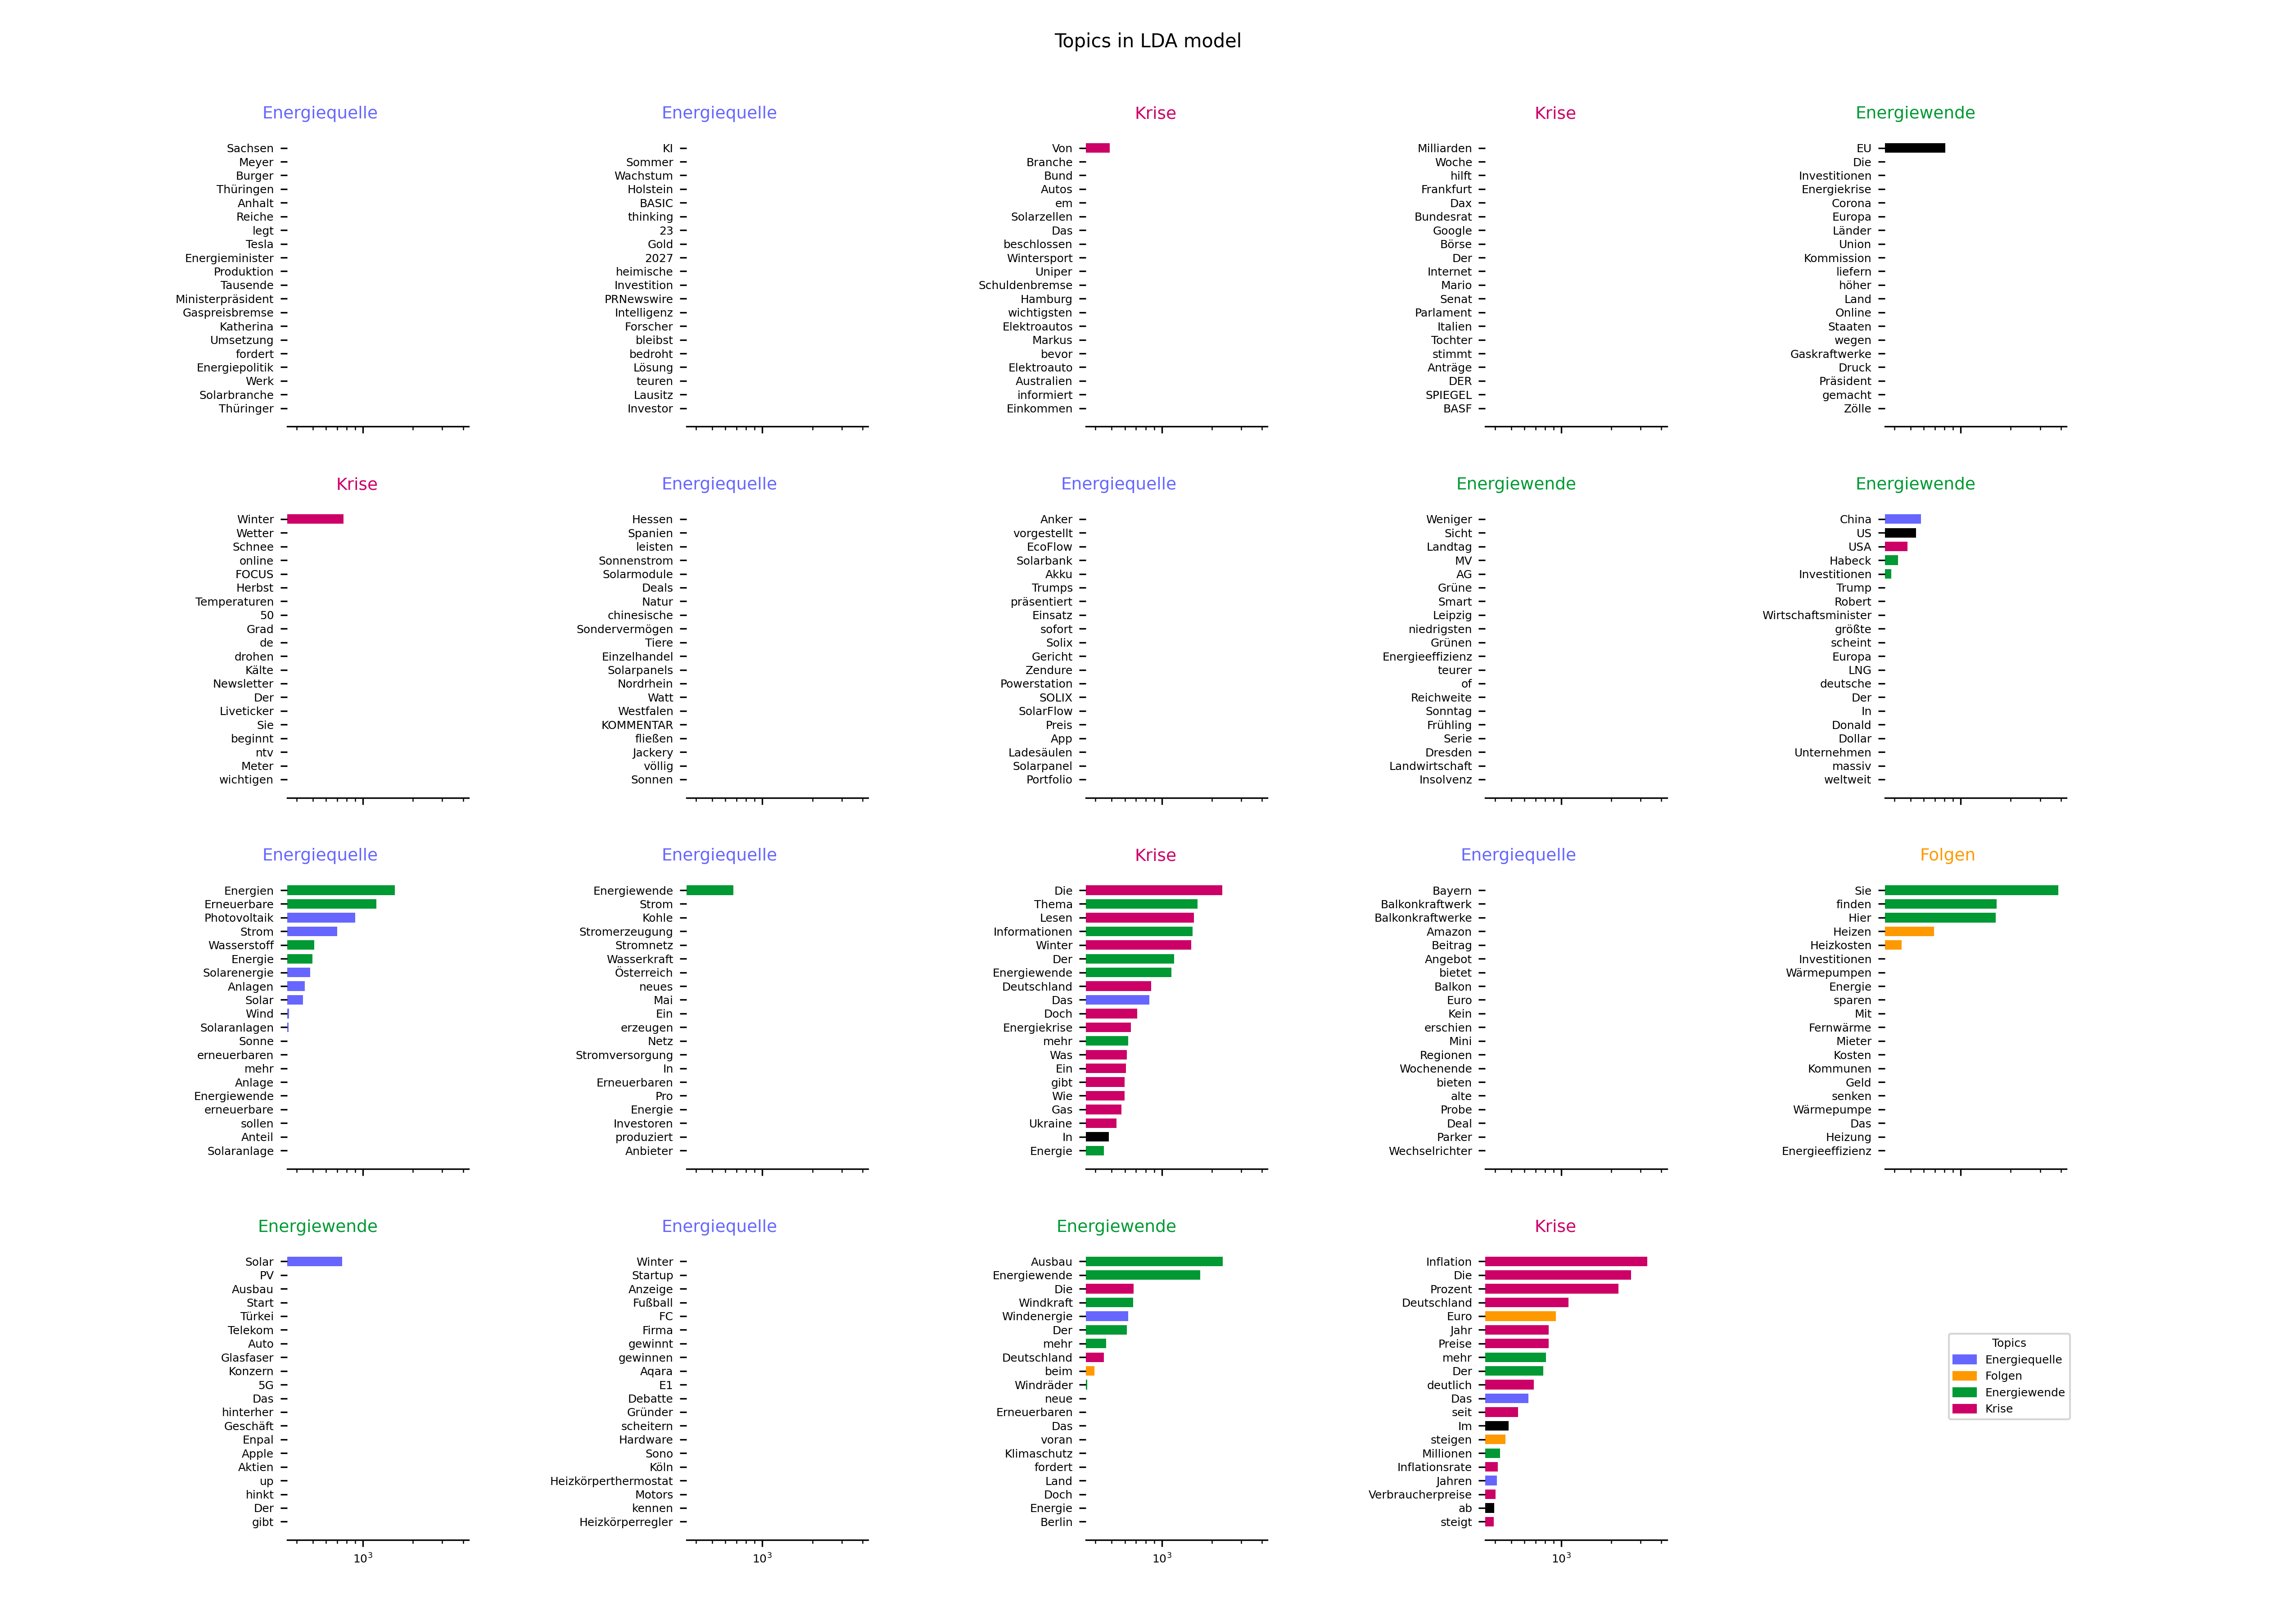 Topics in LDA model
Energiequelle
Sachsen
Meyer
Burger
Thüringen
Anhalt
Reiche
legt
Tesla
Energieminister
Produktion
Tausende
Ministerpräsident
Gaspreisbremse
Katherina
Umsetzung
fordert
Energiepolitik
Werk
Solarbranche
Thüringer
Energiequelle
KI
Sommer
Wachstum
Holstein
BASIC
thinking
23
Gold
2027
heimische
Investition
PRNewswire
Intelligenz
Forscher
bleibst
bedroht
Lösung
teuren
Lausitz
Investor
Krise
Von
Branche
Bund
Autos
em
Solarzellen
Das
beschlossen
Wintersport
Uniper
Schuldenbremse
Hamburg
wichtigsten
Elektroautos
Markus
bevor
Elektroauto
Australien
informiert
Einkommen
Krise
Milliarden
Woche
hilft
Frankfurt
Dax
Bundesrat
Google
Börse
Der
Internet
Mario
Senat
Parlament
Italien
Tochter
stimmt
Anträge
DER
SPIEGEL
BASF
Energiewende
EU
Die
Investitionen
Energiekrise
Corona
Europa
Länder
Union
Kommission
liefern
höher
Land
Online
Staaten
wegen
Gaskraftwerke
Druck
Präsident
gemacht
Zölle
Krise
Winter
Wetter
Schnee
online
FOCUS
Herbst
Temperaturen
50
Grad
de
drohen
Kälte
Newsletter
Der
Liveticker
Sie
beginnt
ntv
Meter
wichtigen
Energiequelle
Hessen
Spanien
leisten
Sonnenstrom
Solarmodule
Deals
Natur
chinesische
Sondervermögen
Tiere
Einzelhandel
Solarpanels
Nordrhein
Watt
Westfalen
KOMMENTAR
fließen
Jackery
völlig
Sonnen
Energiequelle
Anker
vorgestellt
EcoFlow
Solarbank
Akku
Trumps
präsentiert
Einsatz
sofort
Solix
Gericht
Zendure
Powerstation
SOLIX
SolarFlow
Preis
App
Ladesäulen
Solarpanel
Portfolio
Energiewende
Weniger
Sicht
Landtag
MV
AG
Grüne
Smart
Leipzig
niedrigsten
Grünen
Energieeffizienz
teurer
of
Reichweite
Sonntag
Frühling
Serie
Dresden
Landwirtschaft
Insolvenz
Energiewende
China
US
USA
Habeck
Investitionen
Trump
Robert
Wirtschaftsminister
größte
scheint
Europa
LNG
deutsche
Der
In
Donald
Dollar
Unternehmen
massiv
weltweit
Energiequelle
Energien
Erneuerbare
Photovoltaik
Strom
Wasserstoff
Energie
Solarenergie
Anlagen
Solar
Wind
Solaranlagen
Sonne
erneuerbaren
mehr
Anlage
Energiewende
erneuerbare
sollen
Anteil
Solaranlage
Energiequelle
Energiewende
Strom
Kohle
Stromerzeugung
Stromnetz
Wasserkraft
Österreich
neues
Mai
Ein
erzeugen
Netz
Stromversorgung
In
Erneuerbaren
Pro
Energie
Investoren
produziert
Anbieter
Krise
Die
Thema
Lesen
Informationen
Winter
Der
Energiewende
Deutschland
Das
Doch
Energiekrise
mehr
Was
Ein
gibt
Wie
Gas
Ukraine
In
Energie
Energiequelle
Bayern
Balkonkraftwerk
Balkonkraftwerke
Amazon
Beitrag
Angebot
bietet
Balkon
Euro
Kein
erschien
Mini
Regionen
Wochenende
bieten
alte
Probe
Deal
Parker
Wechselrichter
Folgen
Sie
finden
Hier
Heizen
Heizkosten
Investitionen
Wärmepumpen
Energie
sparen
Mit
Fernwärme
Mieter
Kosten
Kommunen
Geld
senken
Wärmepumpe
Das
Heizung
Energieeffizienz
Energiewende
Solar
PV
Ausbau
Start
Türkei
Telekom
Auto
Glasfaser
Konzern
5G
Das
hinterher
Geschäft
Enpal
Apple
Aktien
up
hinkt
Der
gibt
10³
Energiequelle
Winter
Startup
Anzeige
Fußball
FC
Firma
gewinnt
gewinnen
Aqara
E1
Debatte
Gründer
scheitern
Hardware
Sono
Köln
Heizkörperthermostat
Motors
kennen
Heizkörperregler
10³
Energiewende
Ausbau
Energiewende
Die
Windkraft
Windenergie
Der
mehr
Deutschland
beim
Windräder
neue
Erneuerbaren
Das
voran
Klimaschutz
fordert
Land
Doch
Energie
Berlin
10³
Krise
Inflation
Die
Prozent
Deutschland
Euro
Jahr
Preise
mehr
Der
deutlich
Das
seit
Im
steigen
Millionen
Inflationsrate
Jahren
Verbraucherpreise
ab
steigt
10³
Topics
Energiequelle
Folgen
Energiewende
Krise